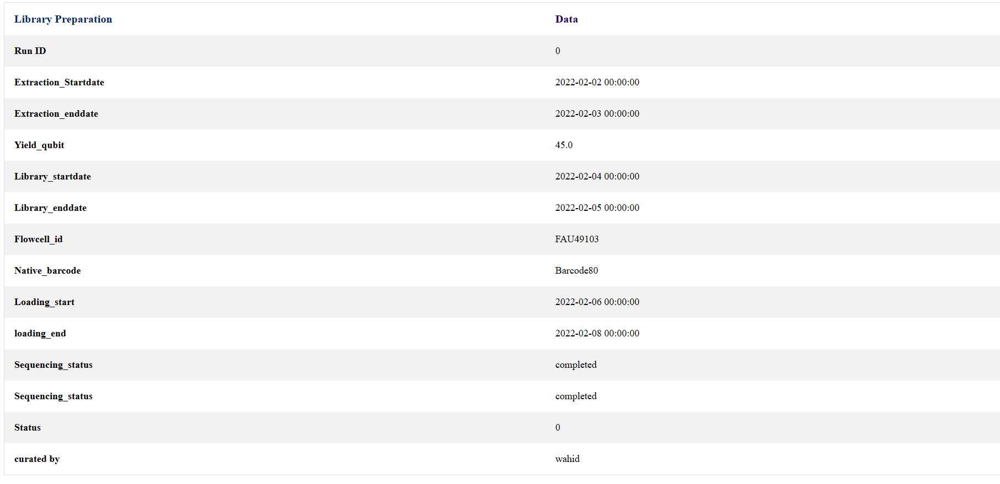 Library Preparation Data
Run ID 0
Extraction_Startdate 2022-02-02 00:00:00
Extraction_enddate 2022-02-03 00:00:00
Yield_qubit 45.0
Library_startdate 2022-02-04 00:00:00
Library_enddate 2022-02-05 00:00:00
Flowcell_id FAU49103
Native_barcode Barcode80
Loading_start 2022-02-06 00:00:00
loading_end 2022-02-08 00:00:00
Sequencing_status completed
Sequencing_status completed
Status 0
curated by wahid